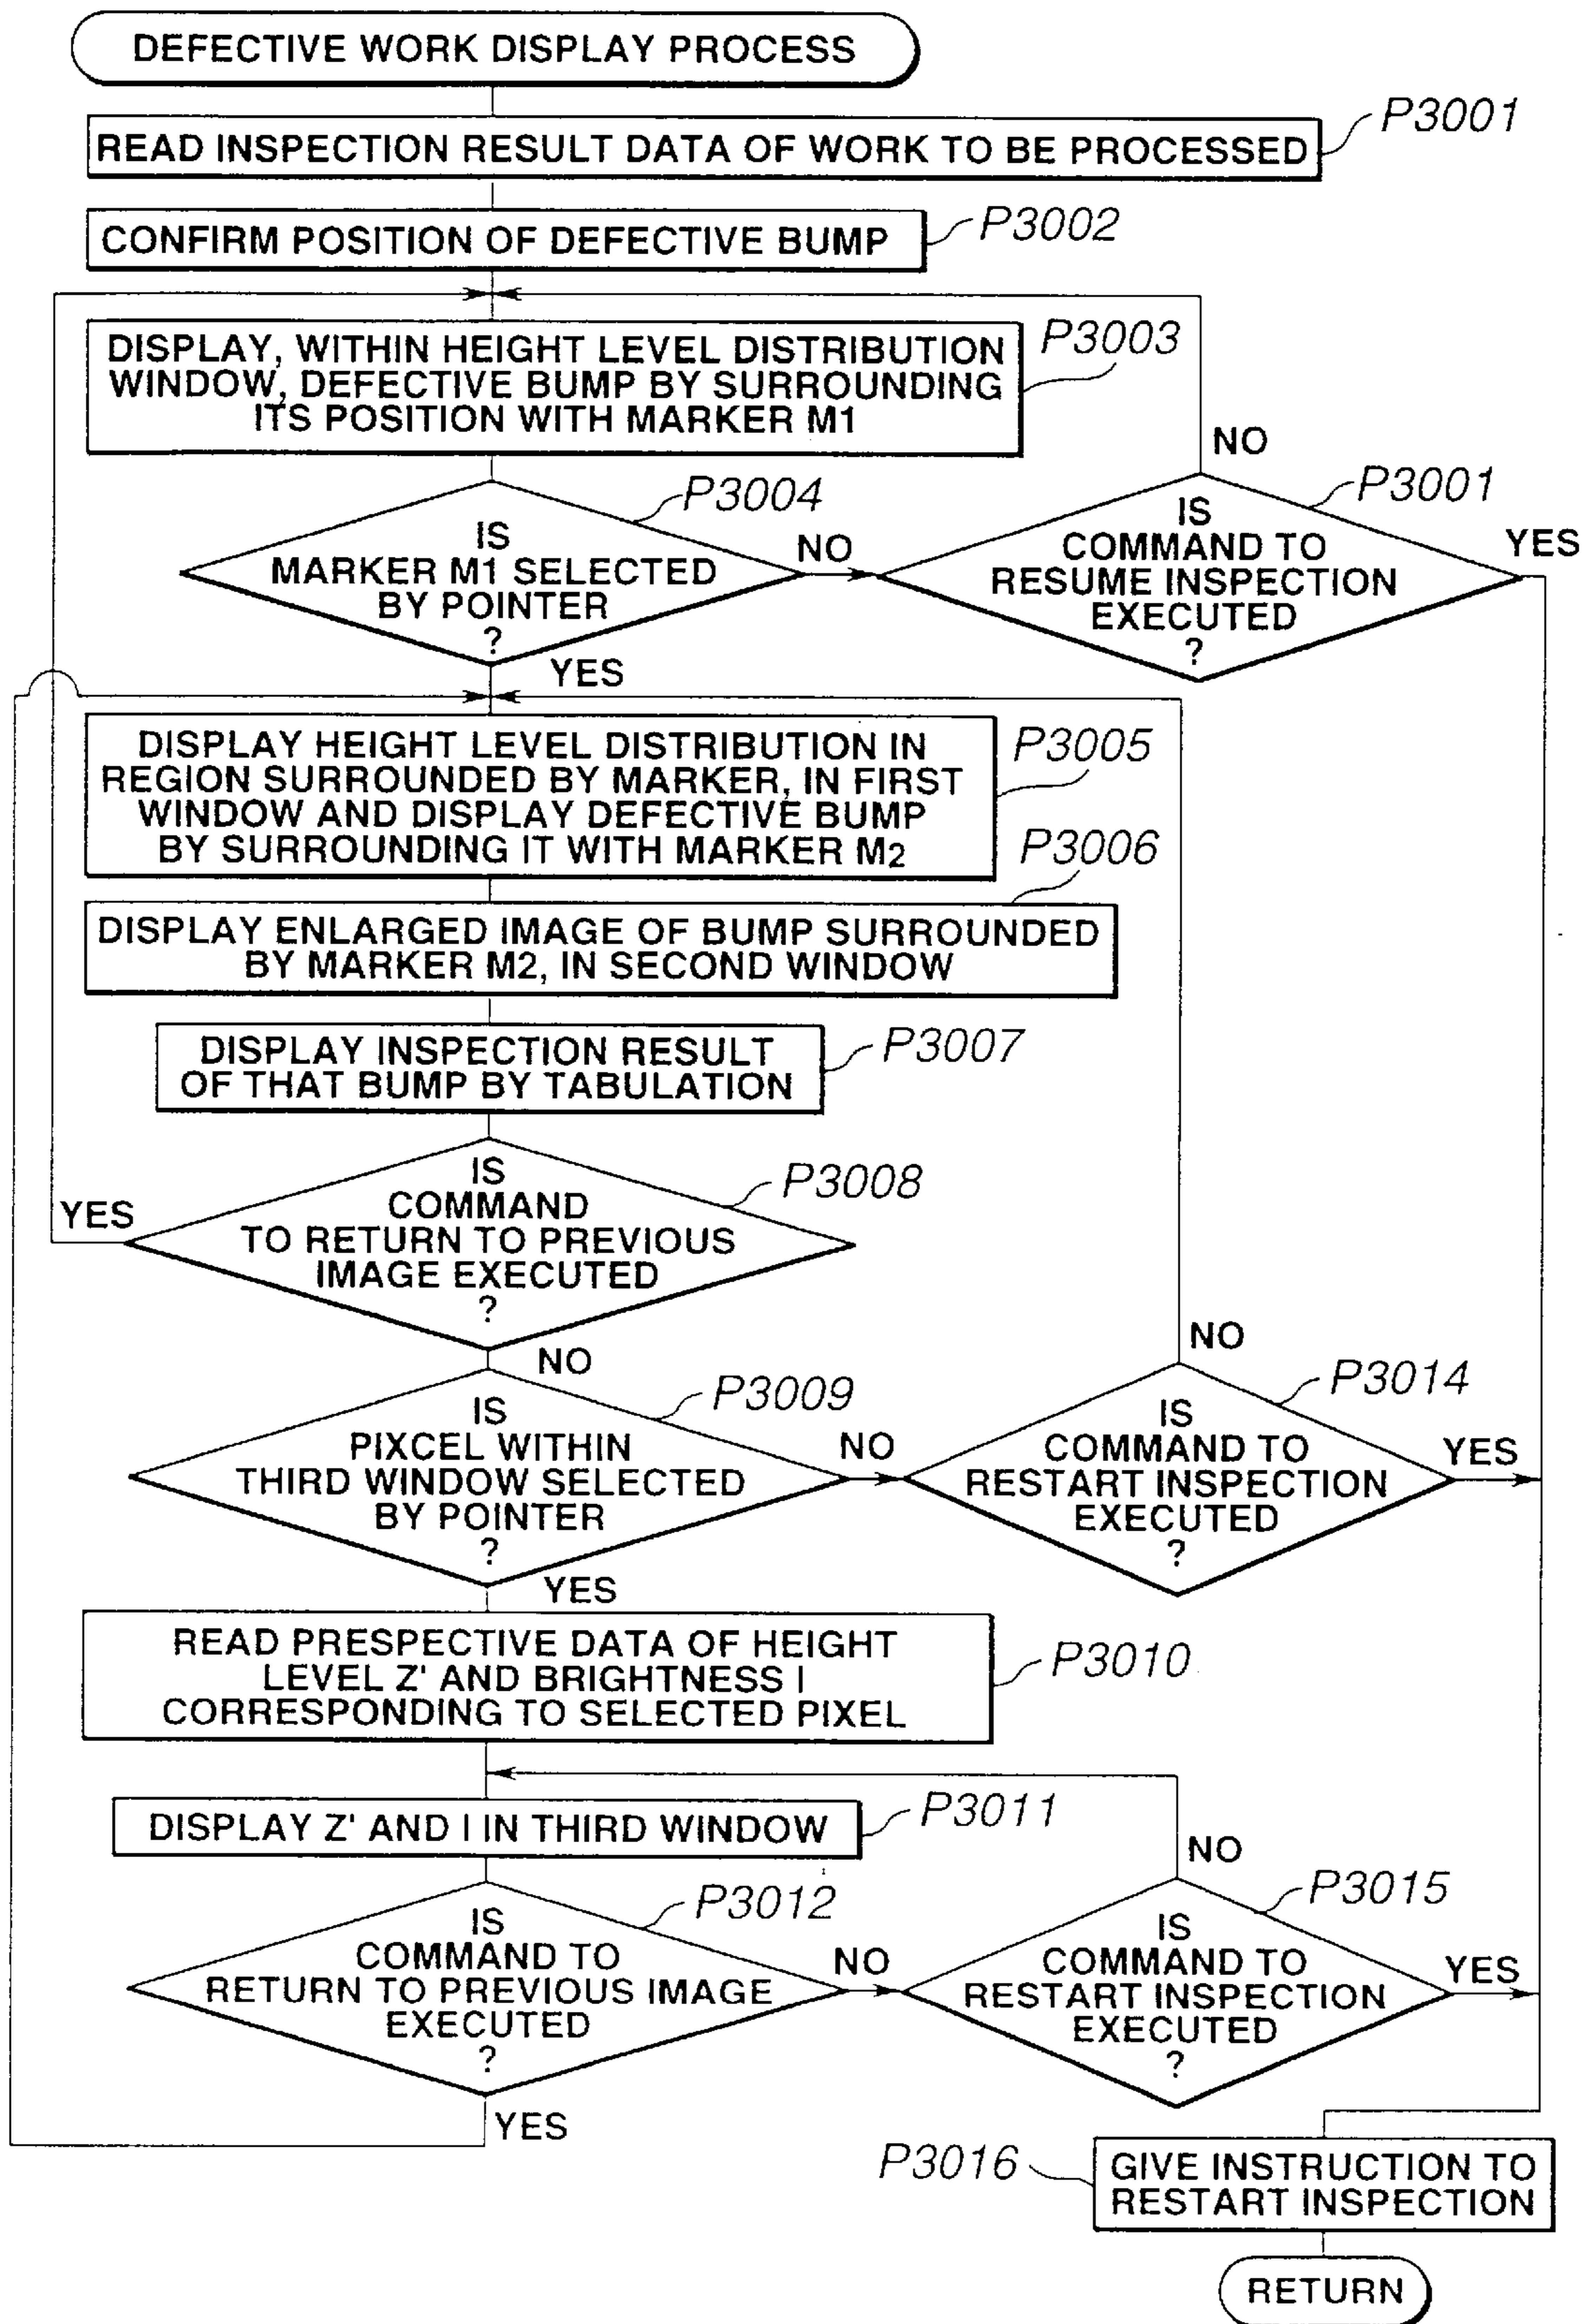 DEFECTIVE WORK DISPLAY PROCESS
P3001
READ INSPECTION RESULT DATA OF WORK TO BE PROCESSED
P3002
CONFIRM POSITION OF DEFECTIVE BUMP
P3003
DISPLAY, WITHIN HEIGHT LEVEL DISTRIBUTION
WINDOW, DEFECTIVE BUMP BY SURROUNDING
ITS POSITION WITH MARKER M1
NO
P3004
IS
MARKER M1 SELECTED
BY POINTER
?
NO
P3001
IS
COMMAND TO
RESUME INSPECTION
EXECUTED
?
YES
YES
P3005
DISPLAY HEIGHT LEVEL DISTRIBUTION IN
REGION SURROUNDED BY MARKER, IN FIRST
WINDOW AND DISPLAY DEFECTIVE BUMP
BY SURROUNDING IT WITH MARKER M2
P3006
DISPLAY ENLARGED IMAGE OF BUMP SURROUNDED
BY MARKER M2, IN SECOND WINDOW
P3007
DISPLAY INSPECTION RESULT
OF THAT BUMP BY TABULATION
P3008
IS
COMMAND
TO RETURN TO PREVIOUS
IMAGE EXECUTED
?
YES
NO
P3009
IS
PIXCEL WITHIN
THIRD WINDOW SELECTED
BY POINTER
?
NO
NO
P3014
IS
COMMAND TO
RESTART INSPECTION
EXECUTED
?
YES
YES
READ PRESPECTIVE DATA OF HEIGHT
LEVEL Z' AND BRIGHTNESS I
CORRESPONDING TO SELECTED PIXEL
P3010
DISPLAY Z' AND I IN THIRD WINDOW
P3011
P3012
IS
COMMAND TO
RETURN TO PREVIOUS IMAGE
EXECUTED
?
NO
NO
P3015
IS
COMMAND TO
RESTART INSPECTION
EXECUTED
?
YES
YES
P3016
GIVE INSTRUCTION TO
RESTART INSPECTION
RETURN